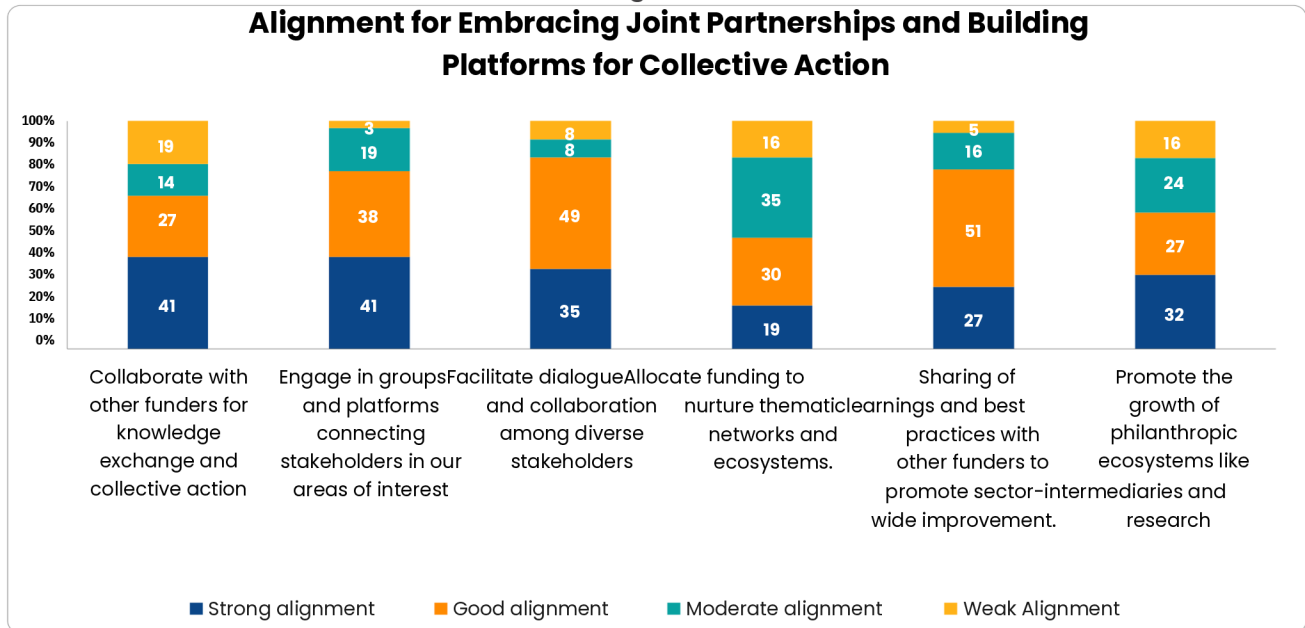 Alignment for Embracing Joint Partnerships and Building
Platforms for Collective Action
100%
90%
80%
70%
60%
50%
40%
30%
20%
10%
0%
19
14
27
41
3
19
38
41
8
8
49
35
16
35
30
19
5
16
51
27
16
24
27
32
Collaborate with
other funders for
knowledge
exchange and
collective action
Engage in groups
and platforms
connecting
stakeholders in our
areas of interest
Facilitate dialogue
and collaboration
among diverse
stakeholders
Allocate funding to
nurture thematic
networks and
ecosystems.
Sharing of
learnings and best
practices with
other funders to
promote sector-
wide improvement.
Promote the
growth of
philanthropic
ecosystems like
intermediaries and
research
Strong alignment
Good alignment
Moderate alignment
Weak Alignment